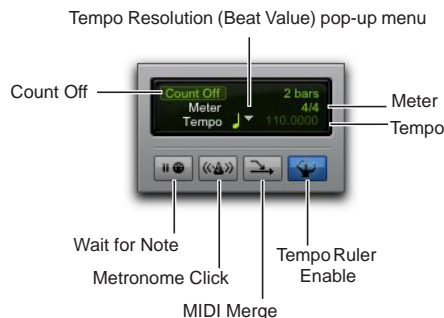 Tempo Resolution (Beat Value) pop-up menu
Count Off
Count Off 2 bars
Meter 4/4
Tempo 110.0000
Meter
Tempo
Wait for Note
Metronome Click
MIDI Merge
Tempo Ruler
Enable